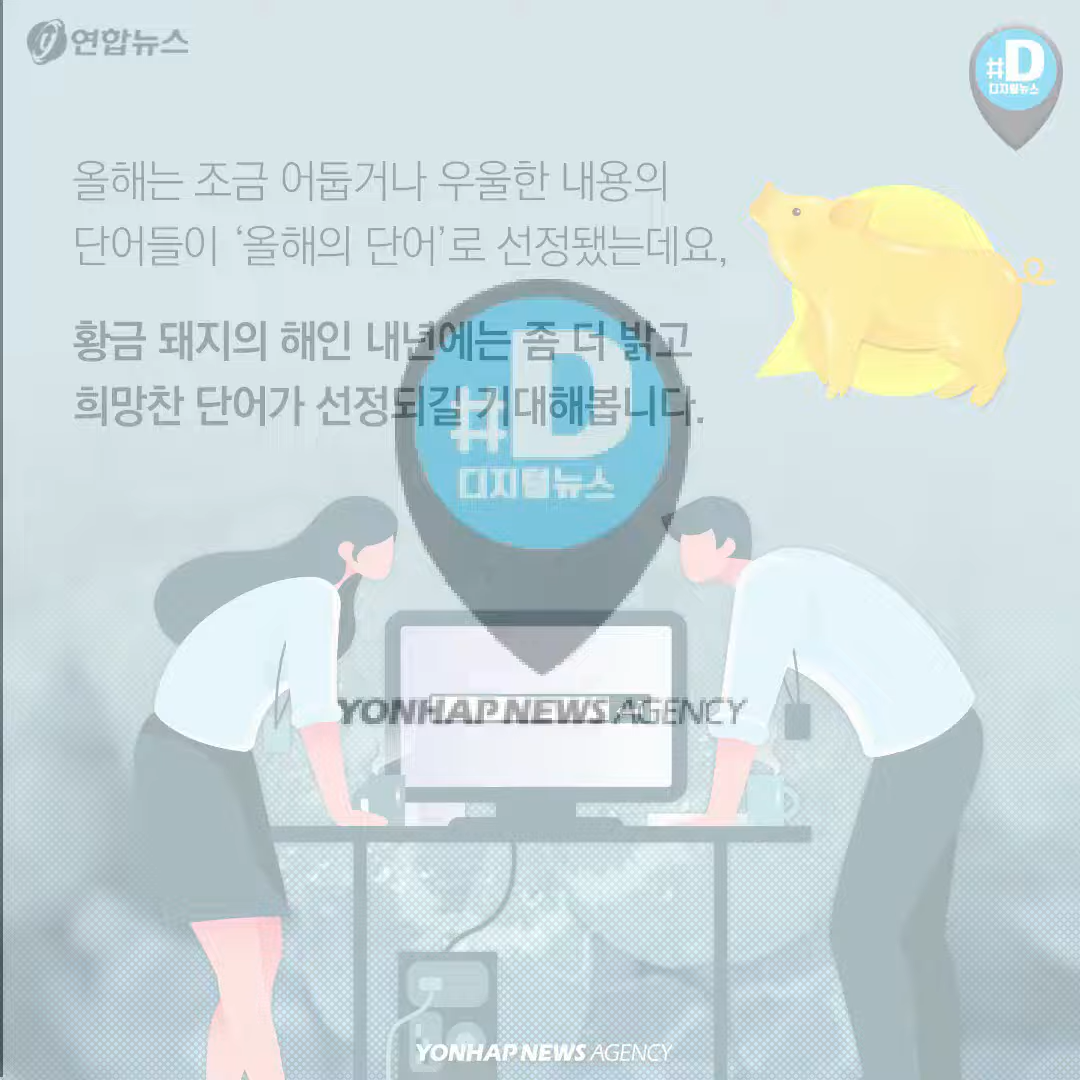 연합뉴스
#D
디지털뉴스
올해는 조금 어둡거나 우울한 내용의
단어들이 ‘올해의 단어’로 선정됐는데요,
황금 돼지의 해인 내년에는 좀 더 밝고
희망찬 단어가 선정되길 기대해봅니다.
#D
디지털뉴스
YONHAP NEWS AGENCY
YONHAP NEWS AGENCY